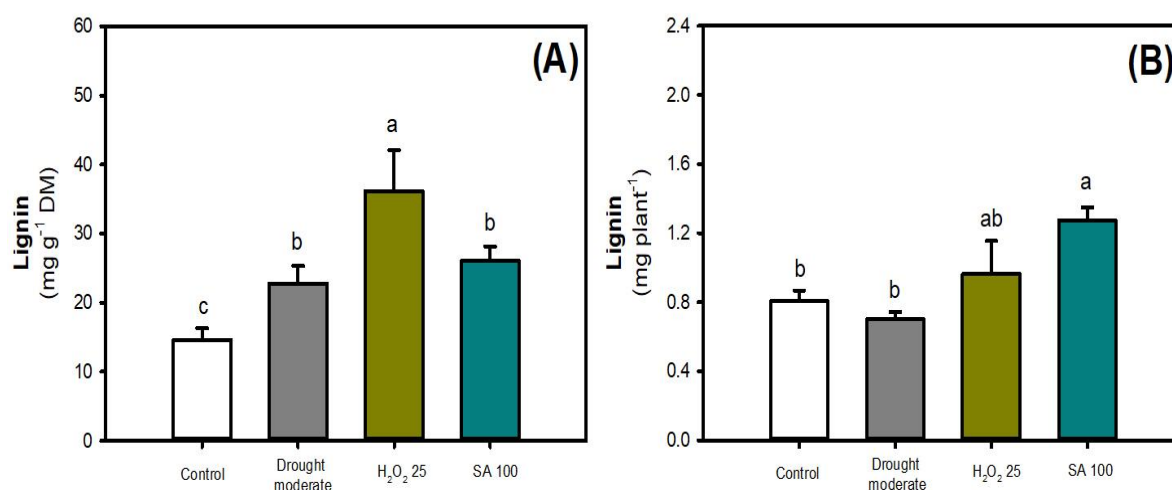 (A)
Lignin
(mg g⁻¹ DM)
60
50
40
30
20
10
0
c
b
a
b
Control
Drought
moderate
H₂O₂ 25
SA 100
(B)
Lignin
(mg plant⁻¹)
2.4
2.0
1.6
1.2
0.8
0.4
0.0
b
b
ab
a
Control
Drought
moderate
H₂O₂ 25
SA 100